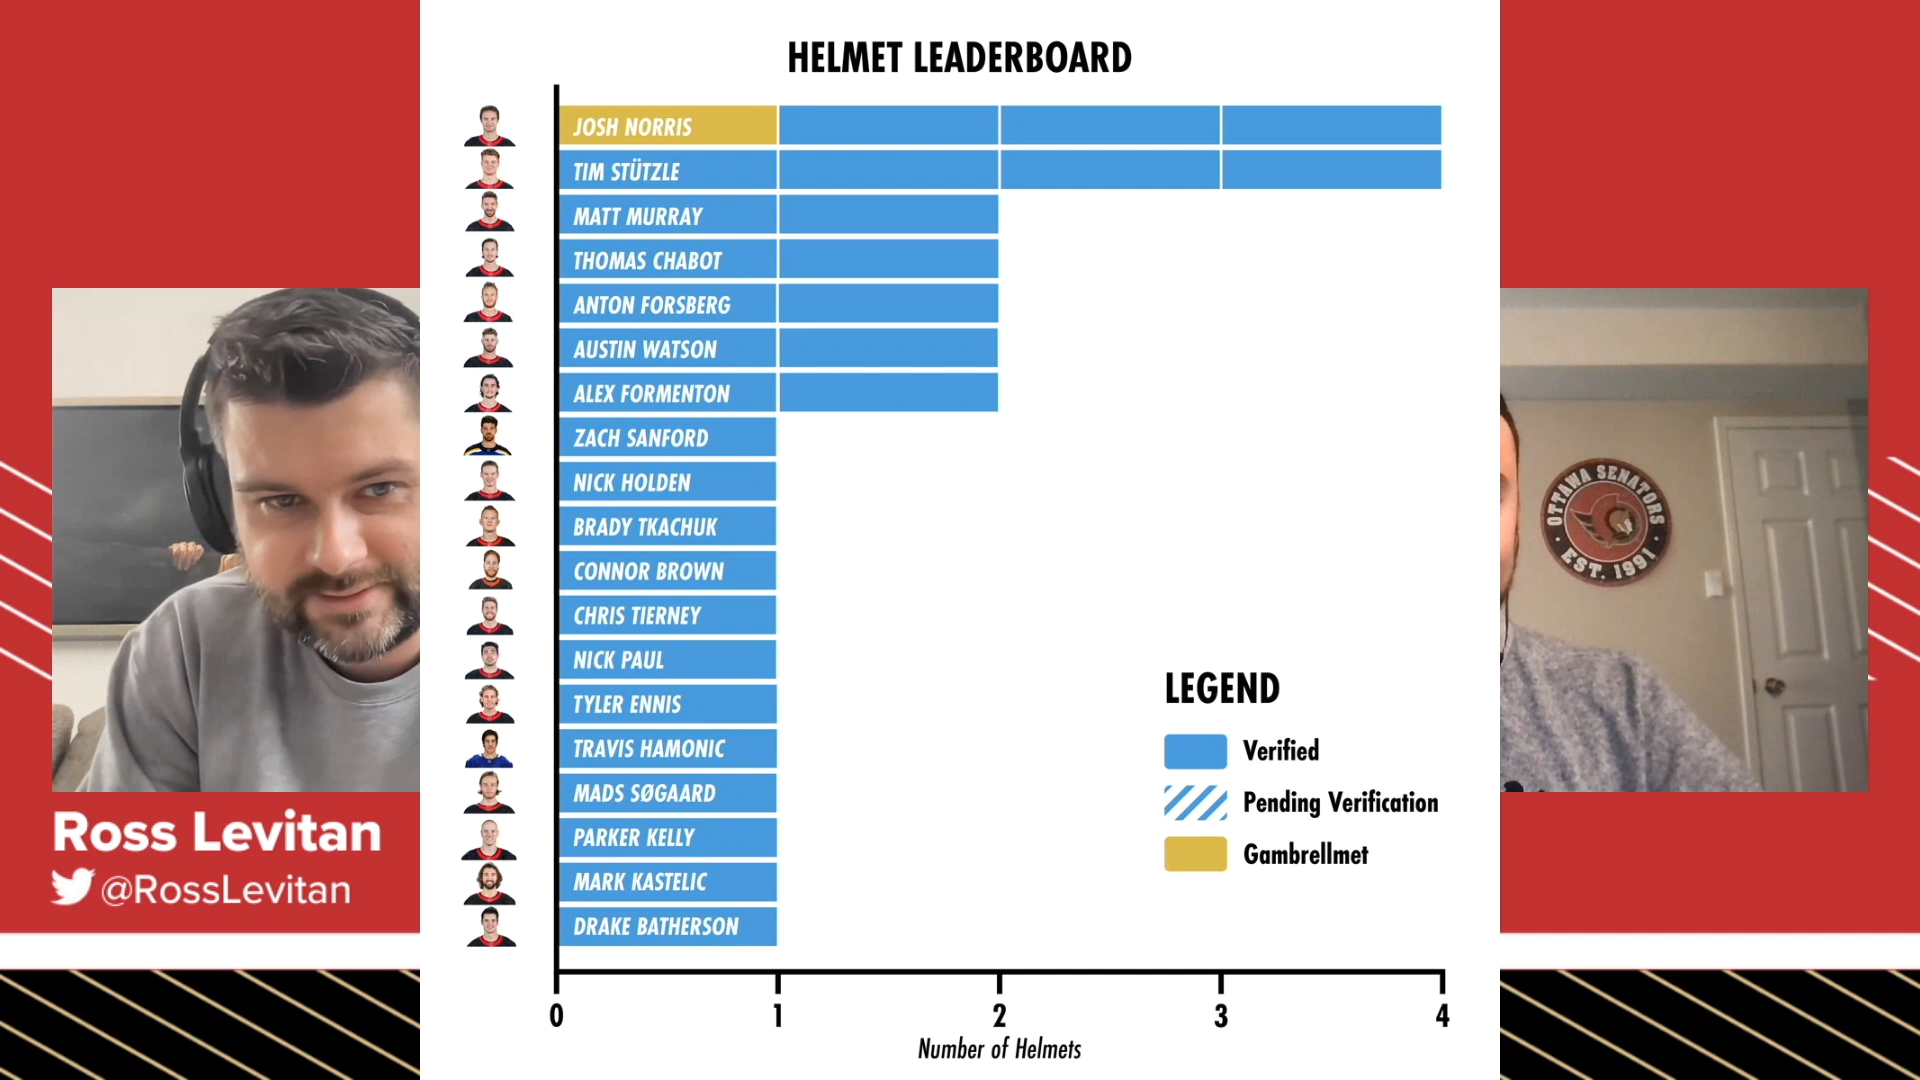 HELMET LEADERBOARD
JOSH NORRIS
TIM STÜTZLE
MATT MURRAY
THOMAS CHABOT
ANTON FORSBERG
AUSTIN WATSON
ALEX FORMENTON
ZACH SANFORD
NICK HOLDEN
BRADY TKACHUK
CONNOR BROWN
CHRIS TIERNEY
NICK PAUL
TYLER ENNIS
TRAVIS HAMONIC
MADS SØGAARD
PARKER KELLY
MARK KASTELIC
DRAKE BATHERSON
0 1 2 3 4
Number of Helmets
LEGEND
Verified
Pending Verification
Gambrellmet
Ross Levitan
@RossLevitan
OTTAWA SENATORS
EST. 1991